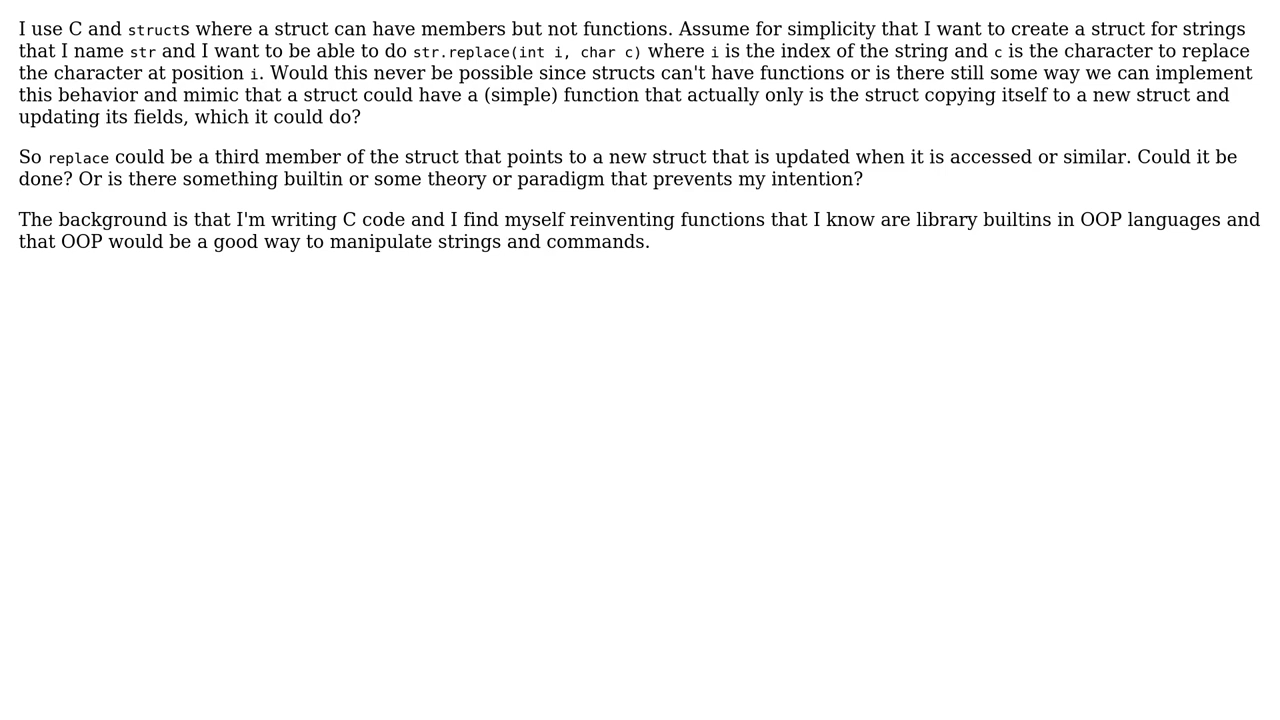 I use C and structs where a struct can have members but not functions. Assume for simplicity that I want to create a struct for strings
that I name str and I want to be able to do str.replace(int i, char c) where i is the index of the string and c is the character to replace
the character at position i. Would this never be possible since structs can't have functions or is there still some way we can implement
this behavior and mimic that a struct could have a (simple) function that actually only is the struct copying itself to a new struct and
updating its fields, which it could do?
So replace could be a third member of the struct that points to a new struct that is updated when it is accessed or similar. Could it be
done? Or is there something builtin or some theory or paradigm that prevents my intention?
The background is that I'm writing C code and I find myself reinventing functions that I know are library builtins in OOP languages and
that OOP would be a good way to manipulate strings and commands.